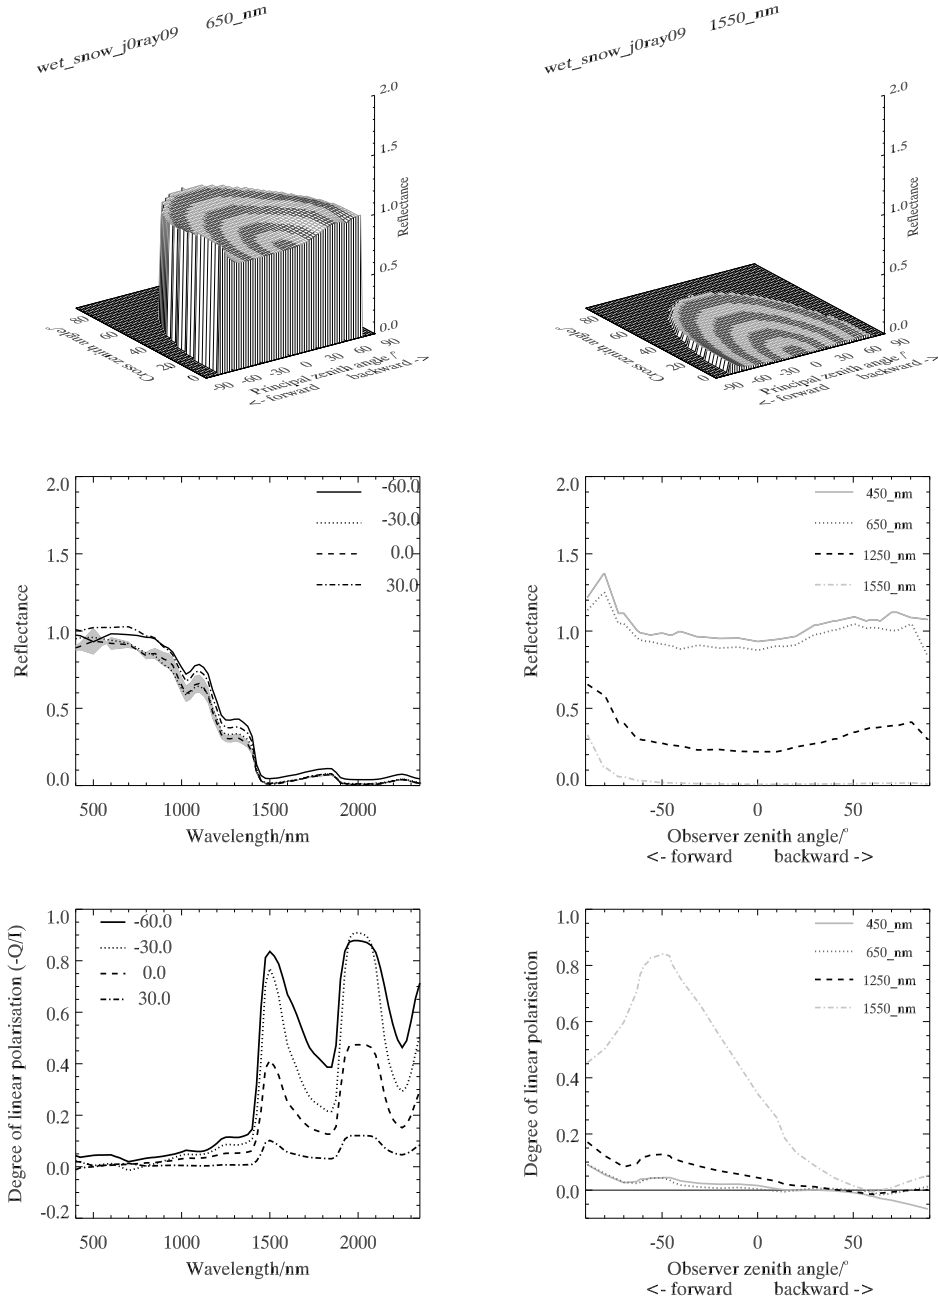 wet_snow_j0ray09 650_nm
2.0
1.5
1.0
0.5
0.0
Reflectance
80
60
40
20
0
Cross zenith angle/°
-90
-60
-30
0
30
60
90
Principal zenith angle/°
<- forward backward ->
wet_snow_j0ray09 1550_nm
2.0
1.5
1.0
0.5
0.0
Reflectance
80
60
40
20
0
Cross zenith angle/°
-90
-60
-30
0
30
60
90
Principal zenith angle/°
<- forward backward ->
2.0
1.5
1.0
0.5
0.0
Reflectance
-60.0
-30.0
0.0
30.0
500 1000 1500 2000
Wavelength/nm
2.0
1.5
1.0
0.5
0.0
Reflectance
450_nm
650_nm
1250_nm
1550_nm
-50 0 50
Observer zenith angle/°
<- forward backward ->
1.0
0.8
0.6
0.4
0.2
0.0
-0.2
Degree of linear polarisation (-Q/I)
-60.0
-30.0
0.0
30.0
500 1000 1500 2000
Wavelength/nm
1.0
0.8
0.6
0.4
0.2
0.0
Degree of linear polarisation
450_nm
650_nm
1250_nm
1550_nm
-50 0 50
Observer zenith angle/°
<- forward backward ->